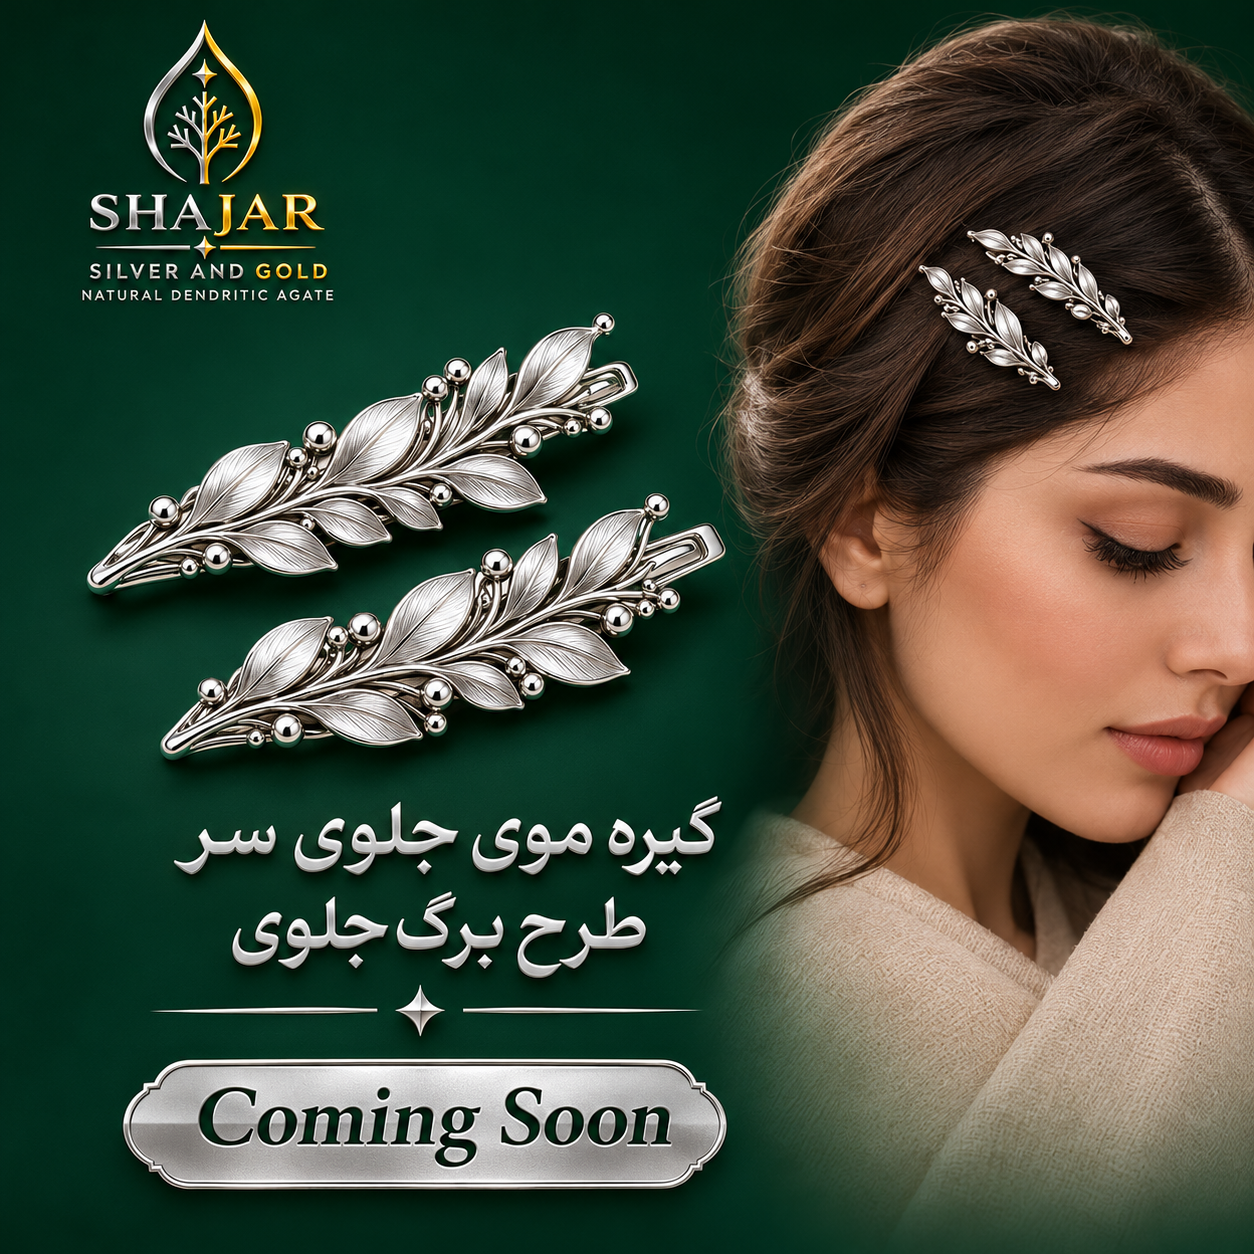 SHAJAR
SILVER AND GOLD
NATURAL DENDRITIC AGATE
گیره موی جلوی سر
طرح برگ جلوی
Coming Soon